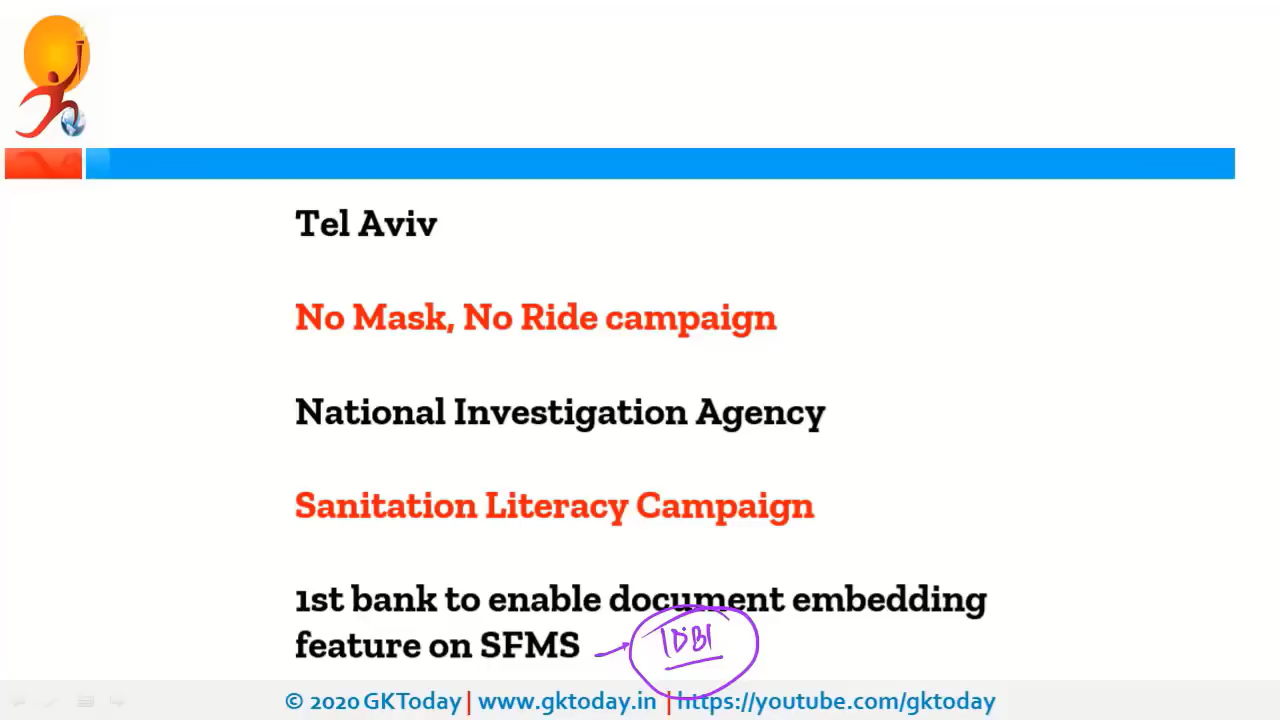 Tel Aviv
No Mask, No Ride campaign
National Investigation Agency
Sanitation Literacy Campaign
1st bank to enable document embedding
feature on SFMS → IDBI
© 2020 GKToday | www.gktoday.in | https://youtube.com/gktoday